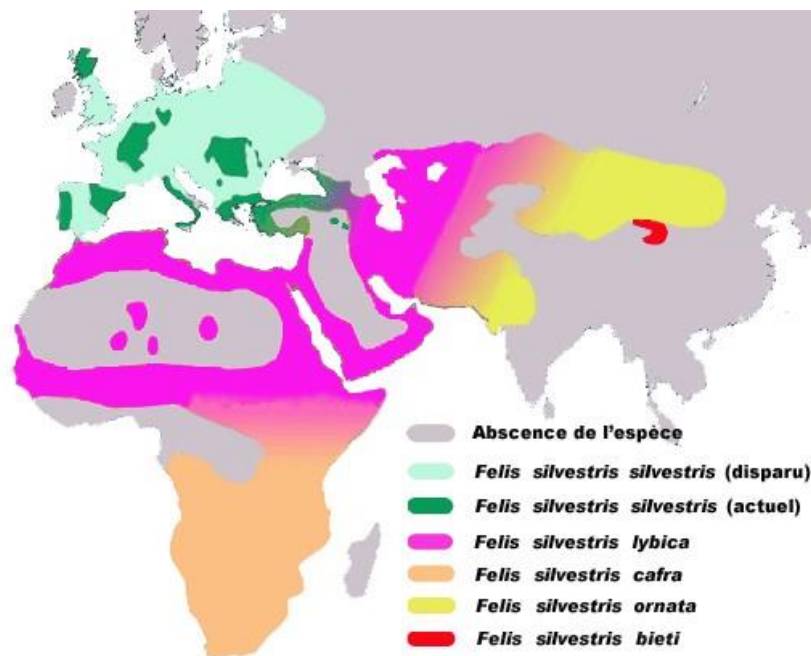 Abscence de l'espèce
Felis silvestris silvestris (disparu)
Felis silvestris silvestris (actuel)
Felis silvestris lybica
Felis silvestris cafra
Felis silvestris ornata
Felis silvestris bieti